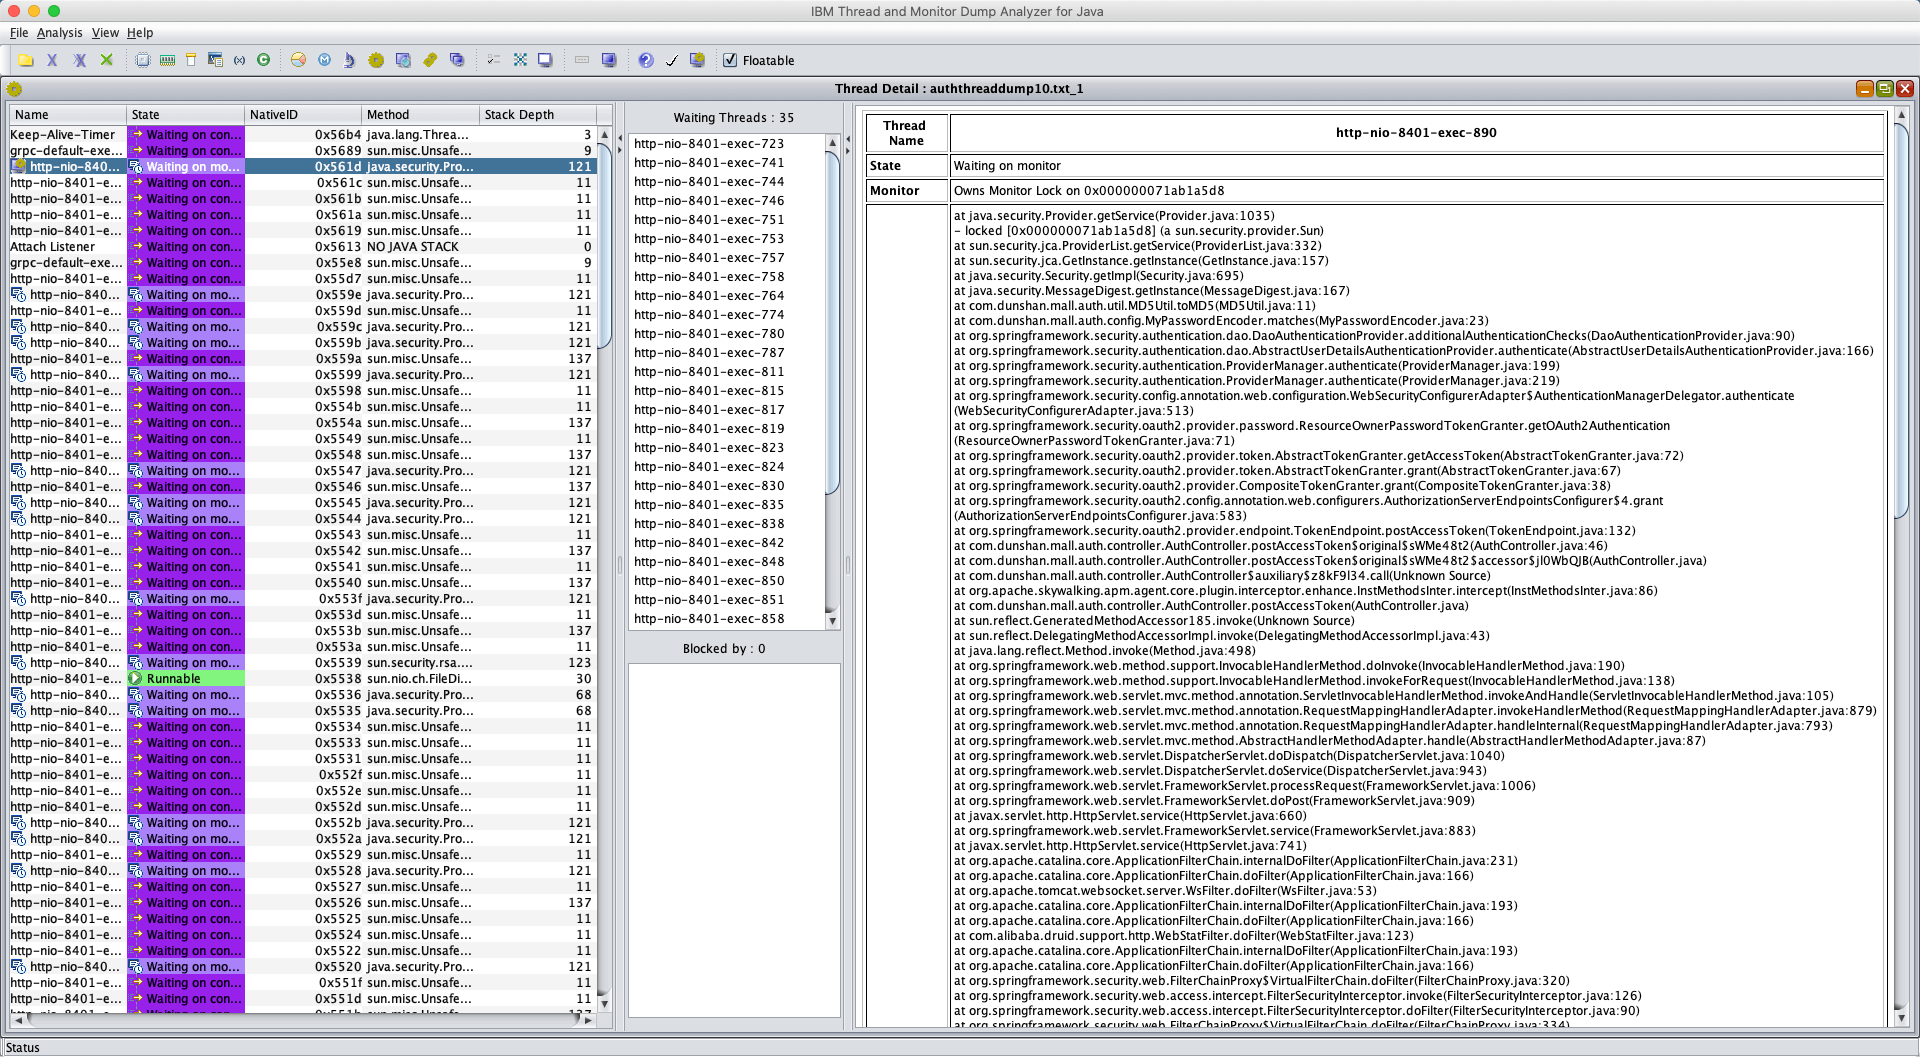 IBM Thread and Monitor Dump Analyzer for Java
File Analysis View Help
Floatable
Thread Detail : auththreaddump10.txt_1
Name State NativeID Method Stack Depth
Keep-Alive-Timer Waiting on con... 0x56b4 java.lang.Threa... 3
grpc-default-exe... Waiting on con... 0x5689 sun.misc.Unsafe... 9
http-nio-840... Waiting on mo... 0x561d java.security.Pro... 121
http-nio-8401-e... Waiting on con... 0x561c sun.misc.Unsafe... 11
http-nio-8401-e... Waiting on con... 0x561b sun.misc.Unsafe... 11
http-nio-8401-e... Waiting on con... 0x561a sun.misc.Unsafe... 11
http-nio-8401-e... Waiting on con... 0x5619 sun.misc.Unsafe... 11
Attach Listener Waiting on con... 0x5613 NO JAVA STACK 0
grpc-default-exe... Waiting on con... 0x55e8 sun.misc.Unsafe... 9
http-nio-8401-e... Waiting on con... 0x55d7 sun.misc.Unsafe... 11
http-nio-840... Waiting on mo... 0x559e java.security.Pro... 121
http-nio-8401-e... Waiting on con... 0x559d sun.misc.Unsafe... 11
http-nio-840... Waiting on mo... 0x559c java.security.Pro... 121
http-nio-840... Waiting on mo... 0x559b java.security.Pro... 121
http-nio-8401-e... Waiting on con... 0x559a sun.misc.Unsafe... 137
http-nio-840... Waiting on mo... 0x5599 java.security.Pro... 121
http-nio-8401-e... Waiting on con... 0x5598 sun.misc.Unsafe... 11
http-nio-8401-e... Waiting on con... 0x554b sun.misc.Unsafe... 11
http-nio-8401-e... Waiting on con... 0x554a sun.misc.Unsafe... 137
http-nio-8401-e... Waiting on con... 0x5549 sun.misc.Unsafe... 11
http-nio-8401-e... Waiting on con... 0x5548 sun.misc.Unsafe... 137
http-nio-840... Waiting on mo... 0x5547 java.security.Pro... 121
http-nio-8401-e... Waiting on con... 0x5546 sun.misc.Unsafe... 137
http-nio-840... Waiting on mo... 0x5545 java.security.Pro... 121
http-nio-840... Waiting on mo... 0x5544 java.security.Pro... 121
http-nio-8401-e... Waiting on con... 0x5543 sun.misc.Unsafe... 11
http-nio-8401-e... Waiting on con... 0x5542 sun.misc.Unsafe... 137
http-nio-8401-e... Waiting on con... 0x5541 sun.misc.Unsafe... 11
http-nio-8401-e... Waiting on con... 0x5540 sun.misc.Unsafe... 137
http-nio-840... Waiting on mo... 0x553f java.security.Pro... 121
http-nio-8401-e... Waiting on con... 0x553d sun.misc.Unsafe... 11
http-nio-8401-e... Waiting on con... 0x553b sun.misc.Unsafe... 137
http-nio-8401-e... Waiting on con... 0x553a sun.misc.Unsafe... 11
http-nio-840... Waiting on mo... 0x5539 sun.security.rsa.... 123
http-nio-8401-e... Runnable 0x5538 sun.nio.ch.FileDi... 30
http-nio-840... Waiting on mo... 0x5536 java.security.Pro... 68
http-nio-840... Waiting on mo... 0x5535 java.security.Pro... 68
http-nio-8401-e... Waiting on con... 0x5534 sun.misc.Unsafe... 11
http-nio-8401-e... Waiting on con... 0x5533 sun.misc.Unsafe... 11
http-nio-8401-e... Waiting on con... 0x5531 sun.misc.Unsafe... 11
http-nio-8401-e... Waiting on con... 0x552f sun.misc.Unsafe... 11
http-nio-8401-e... Waiting on con... 0x552e sun.misc.Unsafe... 11
http-nio-8401-e... Waiting on con... 0x552d sun.misc.Unsafe... 11
http-nio-840... Waiting on mo... 0x552b java.security.Pro... 121
http-nio-840... Waiting on mo... 0x552a java.security.Pro... 121
http-nio-8401-e... Waiting on con... 0x5529 sun.misc.Unsafe... 11
http-nio-840... Waiting on mo... 0x5528 java.security.Pro... 121
http-nio-8401-e... Waiting on con... 0x5527 sun.misc.Unsafe... 11
http-nio-8401-e... Waiting on con... 0x5526 sun.misc.Unsafe... 137
http-nio-8401-e... Waiting on con... 0x5525 sun.misc.Unsafe... 11
http-nio-8401-e... Waiting on con... 0x5524 sun.misc.Unsafe... 11
http-nio-8401-e... Waiting on con... 0x5522 sun.misc.Unsafe... 11
http-nio-840... Waiting on mo... 0x5520 java.security.Pro... 121
http-nio-8401-e... Waiting on con... 0x551f sun.misc.Unsafe... 11
http-nio-8401-e... Waiting on con... 0x551d sun.misc.Unsafe... 11
Waiting Threads : 35
http-nio-8401-exec-723
http-nio-8401-exec-741
http-nio-8401-exec-744
http-nio-8401-exec-746
http-nio-8401-exec-751
http-nio-8401-exec-753
http-nio-8401-exec-757
http-nio-8401-exec-758
http-nio-8401-exec-764
http-nio-8401-exec-774
http-nio-8401-exec-780
http-nio-8401-exec-787
http-nio-8401-exec-811
http-nio-8401-exec-815
http-nio-8401-exec-817
http-nio-8401-exec-819
http-nio-8401-exec-823
http-nio-8401-exec-824
http-nio-8401-exec-830
http-nio-8401-exec-835
http-nio-8401-exec-838
http-nio-8401-exec-842
http-nio-8401-exec-848
http-nio-8401-exec-850
http-nio-8401-exec-851
http-nio-8401-exec-858
Blocked by : 0
Thread Name http-nio-8401-exec-890
State Waiting on monitor
Monitor Owns Monitor Lock on 0x000000071ab1a5d8
at java.security.Provider.getService(Provider.java:1035)
- locked [0x000000071ab1a5d8] (a sun.security.provider.Sun)
at sun.security.jca.ProviderList.getService(ProviderList.java:332)
at sun.security.jca.GetInstance.getInstance(GetInstance.java:157)
at java.security.Security.getImpl(Security.java:695)
at java.security.MessageDigest.getInstance(MessageDigest.java:167)
at com.dunshan.mall.auth.util.MD5Util.toMD5(MD5Util.java:11)
at com.dunshan.mall.auth.config.MyPasswordEncoder.matches(MyPasswordEncoder.java:23)
at org.springframework.security.authentication.dao.DaoAuthenticationProvider.additionalAuthenticationChecks(DaoAuthenticationProvider.java:90)
at org.springframework.security.authentication.dao.AbstractUserDetailsAuthenticationProvider.authenticate(AbstractUserDetailsAuthenticationProvider.java:166)
at org.springframework.security.authentication.ProviderManager.authenticate(ProviderManager.java:199)
at org.springframework.security.authentication.ProviderManager.authenticate(ProviderManager.java:219)
at org.springframework.security.config.annotation.web.configuration.WebSecurityConfigurerAdapter$AuthenticationManagerDelegator.authenticate
(WebSecurityConfigurerAdapter.java:513)
at org.springframework.security.oauth2.provider.password.ResourceOwnerPasswordTokenGranter.getOAuth2Authentication
(ResourceOwnerPasswordTokenGranter.java:71)
at org.springframework.security.oauth2.provider.token.AbstractTokenGranter.getAccessToken(AbstractTokenGranter.java:72)
at org.springframework.security.oauth2.provider.token.AbstractTokenGranter.grant(AbstractTokenGranter.java:67)
at org.springframework.security.oauth2.provider.CompositeTokenGranter.grant(CompositeTokenGranter.java:38)
at org.springframework.security.oauth2.config.annotation.web.configurers.AuthorizationServerEndpointsConfigurer$4.grant
(AuthorizationServerEndpointsConfigurer.java:583)
at org.springframework.security.oauth2.provider.endpoint.TokenEndpoint.postAccessToken(TokenEndpoint.java:132)
at com.dunshan.mall.auth.controller.AuthController.postAccessToken$original$sWMe48t2(AuthController.java:46)
at com.dunshan.mall.auth.controller.AuthController.postAccessToken$original$sWMe48t2$accessor$jl0WbQJB(AuthController.java)
at com.dunshan.mall.auth.controller.AuthController$auxiliary$z8kF9l34.call(Unknown Source)
at org.apache.skywalking.apm.agent.core.plugin.interceptor.enhance.InstMethodsInter.intercept(InstMethodsInter.java:86)
at com.dunshan.mall.auth.controller.AuthController.postAccessToken(AuthController.java)
at sun.reflect.GeneratedMethodAccessor185.invoke(Unknown Source)
at sun.reflect.DelegatingMethodAccessorImpl.invoke(DelegatingMethodAccessorImpl.java:43)
at java.lang.reflect.Method.invoke(Method.java:498)
at org.springframework.web.method.support.InvocableHandlerMethod.doInvoke(InvocableHandlerMethod.java:190)
at org.springframework.web.method.support.InvocableHandlerMethod.invokeForRequest(InvocableHandlerMethod.java:138)
at org.springframework.web.servlet.mvc.method.annotation.ServletInvocableHandlerMethod.invokeAndHandle(ServletInvocableHandlerMethod.java:105)
at org.springframework.web.servlet.mvc.method.annotation.RequestMappingHandlerAdapter.invokeHandlerMethod(RequestMappingHandlerAdapter.java:879)
at org.springframework.web.servlet.mvc.method.annotation.RequestMappingHandlerAdapter.handleInternal(RequestMappingHandlerAdapter.java:793)
at org.springframework.web.servlet.mvc.method.AbstractHandlerMethodAdapter.handle(AbstractHandlerMethodAdapter.java:87)
at org.springframework.web.servlet.DispatcherServlet.doDispatch(DispatcherServlet.java:1040)
at org.springframework.web.servlet.DispatcherServlet.doService(DispatcherServlet.java:943)
at org.springframework.web.servlet.FrameworkServlet.processRequest(FrameworkServlet.java:1006)
at org.springframework.web.servlet.FrameworkServlet.doPost(FrameworkServlet.java:909)
at javax.servlet.http.HttpServlet.service(HttpServlet.java:660)
at org.springframework.web.servlet.FrameworkServlet.service(FrameworkServlet.java:883)
at javax.servlet.http.HttpServlet.service(HttpServlet.java:741)
at org.apache.catalina.core.ApplicationFilterChain.internalDoFilter(ApplicationFilterChain.java:231)
at org.apache.catalina.core.ApplicationFilterChain.doFilter(ApplicationFilterChain.java:166)
at org.apache.tomcat.websocket.server.WsFilter.doFilter(WsFilter.java:53)
at org.apache.catalina.core.ApplicationFilterChain.internalDoFilter(ApplicationFilterChain.java:193)
at org.apache.catalina.core.ApplicationFilterChain.doFilter(ApplicationFilterChain.java:166)
at com.alibaba.druid.support.http.WebStatFilter.doFilter(WebStatFilter.java:123)
at org.apache.catalina.core.ApplicationFilterChain.internalDoFilter(ApplicationFilterChain.java:193)
at org.apache.catalina.core.ApplicationFilterChain.doFilter(ApplicationFilterChain.java:166)
at org.springframework.security.web.FilterChainProxy$VirtualFilterChain.doFilter(FilterChainProxy.java:320)
at org.springframework.security.web.access.intercept.FilterSecurityInterceptor.invoke(FilterSecurityInterceptor.java:126)
at org.springframework.security.web.access.intercept.FilterSecurityInterceptor.doFilter(FilterSecurityInterceptor.java:90)
at org.springframework.security.web.FilterChainProxy$VirtualFilterChain.doFilter(FilterChainProxy.java:334)
Status